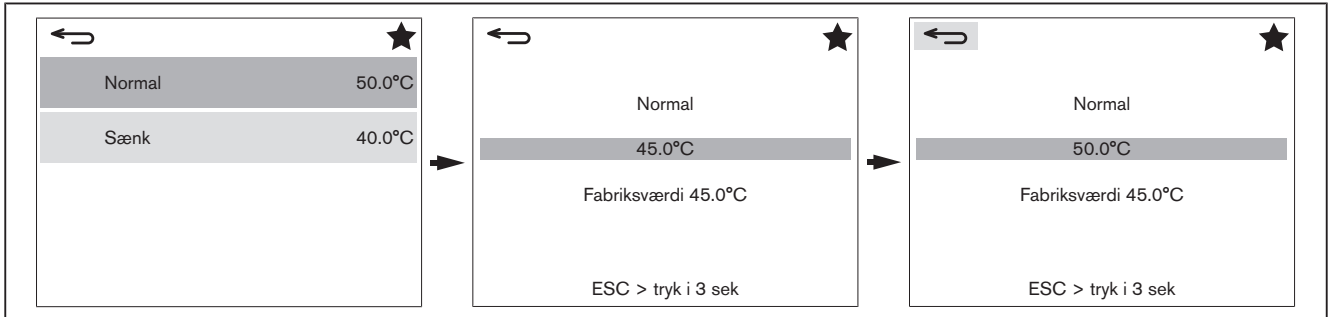 Normal 50.0°C
Sænk 40.0°C
Normal
45.0°C
Fabriksværdi 45.0°C
ESC > tryk i 3 sek
Normal
50.0°C
Fabriksværdi 45.0°C
ESC > tryk i 3 sek